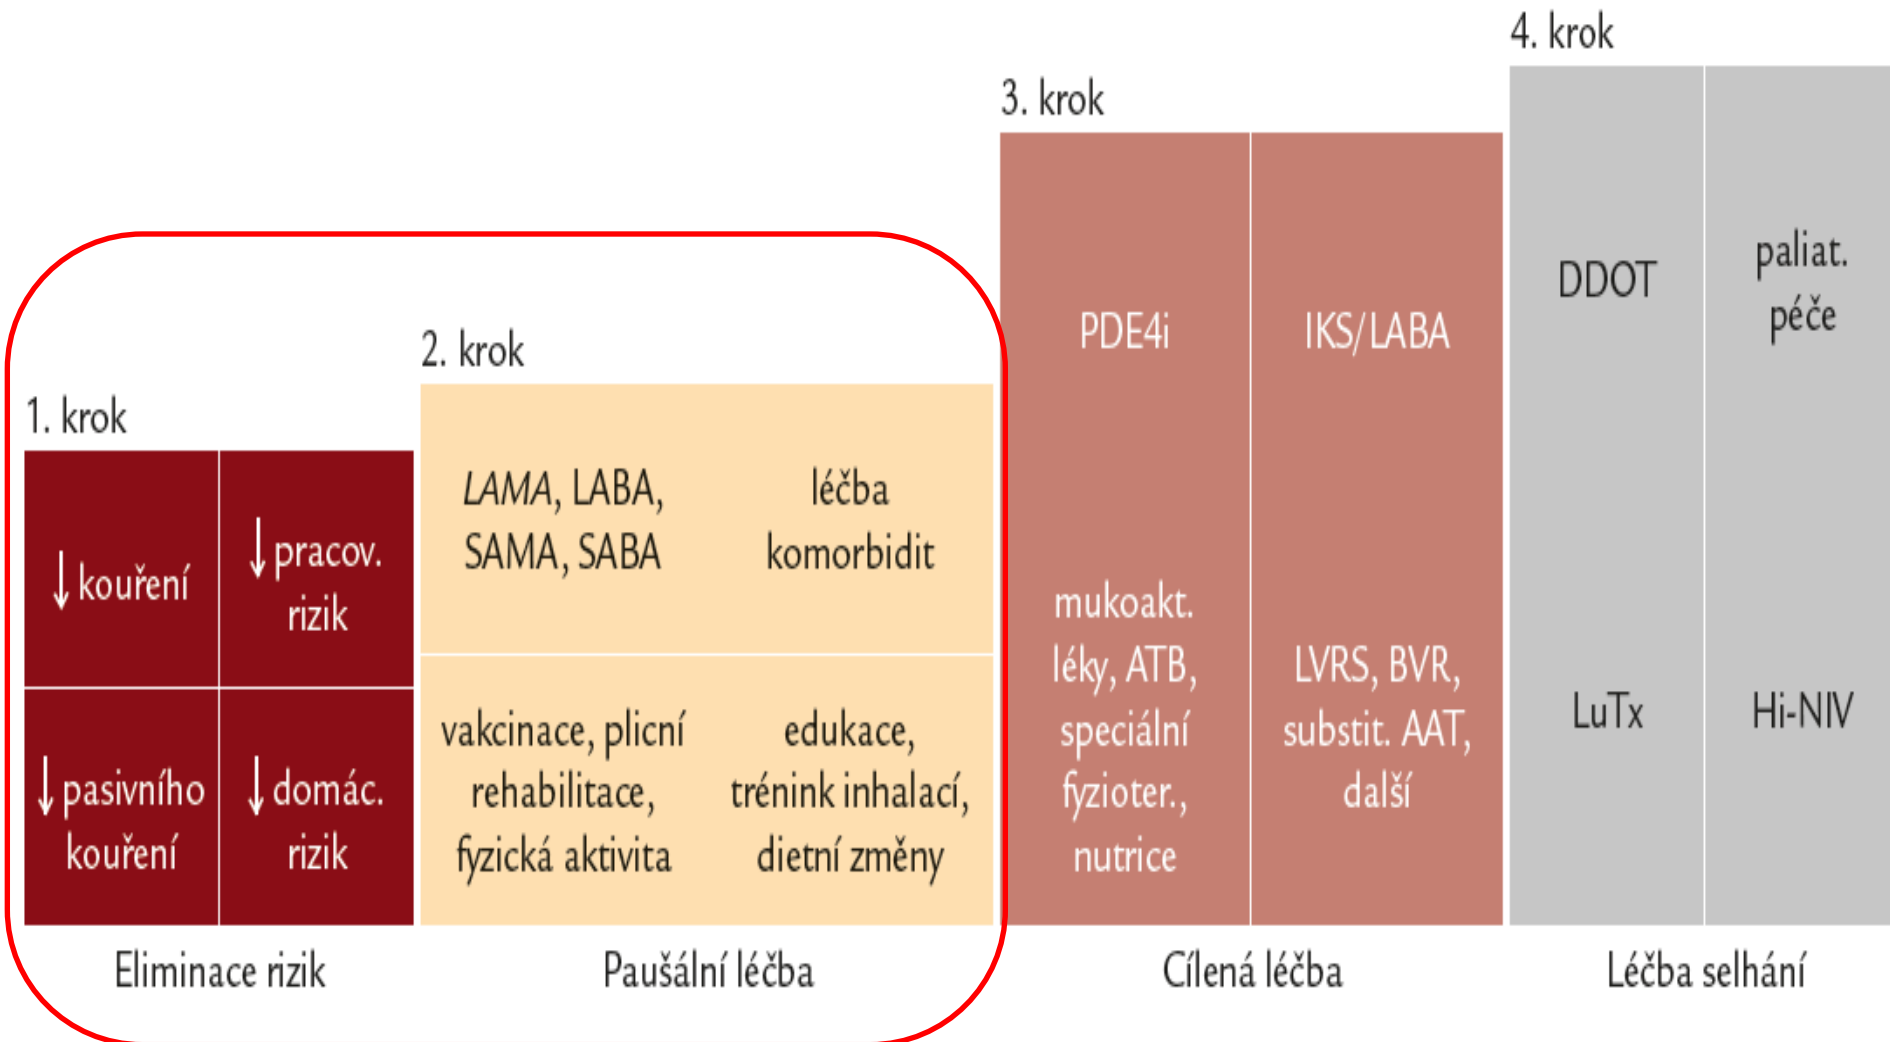 1. krok
↓ kouření
↓ pracov.
rizik
↓ pasivního
kouření
↓ domác.
rizik
Eliminace rizik
2. krok
LAMA, LABA,
SAMA, SABA
léčba
komorbidit
vakcinace, plicní
rehabilitace,
fyzická aktivita
edukace,
trénink inhalací,
dietní změny
Paušální léčba
3. krok
PDE4i
IKS/LABA
mukoakt.
léky, ATB,
speciální
fyzioter.,
nutrice
LVRS, BVR,
substit. AAT,
další
Cílená léčba
4. krok
DDOT
paliat.
péče
LuTx
Hi-NIV
Léčba selhání